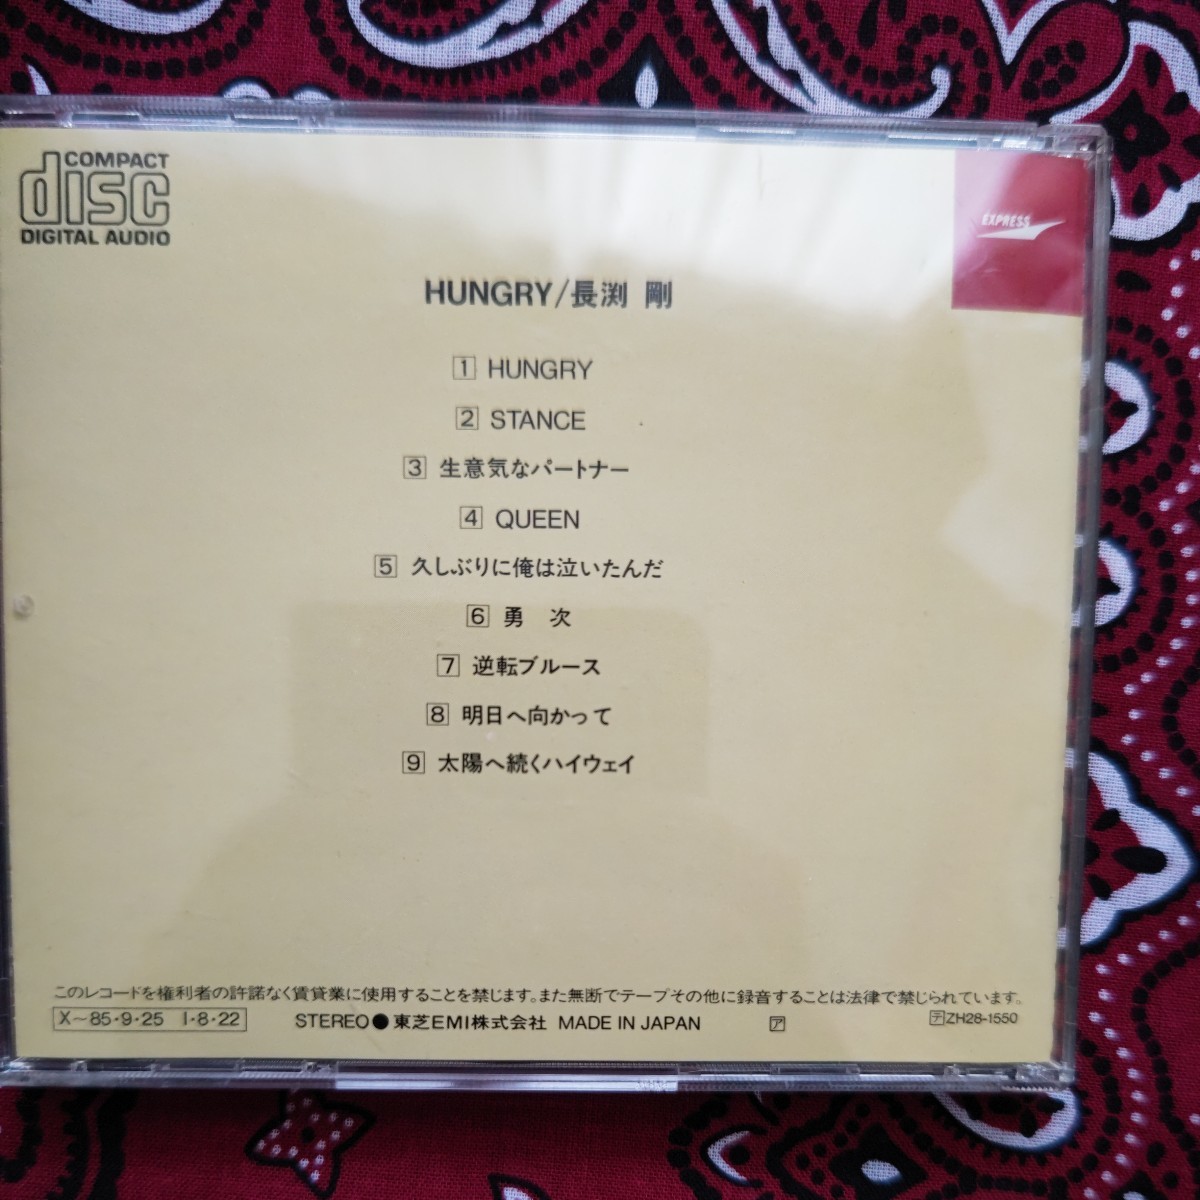 COMPACT
disc
DIGITAL AUDIO
EXPRESS
HUNGRY/長渕 剛
1 HUNGRY
2 STANCE
3 生意気なパートナー
4 QUEEN
5 久しぶりに俺は泣いたんだ
6 勇 次
7 逆転ブルース
8 明日へ向かって
9 太陽へ続くハイウェイ
このレコードを権利者の許諾なく賃貸業に使用することを禁じます。また無断でテープその他に録音することは法律で禁じられています。
X～85・9・25 I・8・22 STEREO●東芝EMI株式会社 MADE IN JAPAN ア テZH28-1550